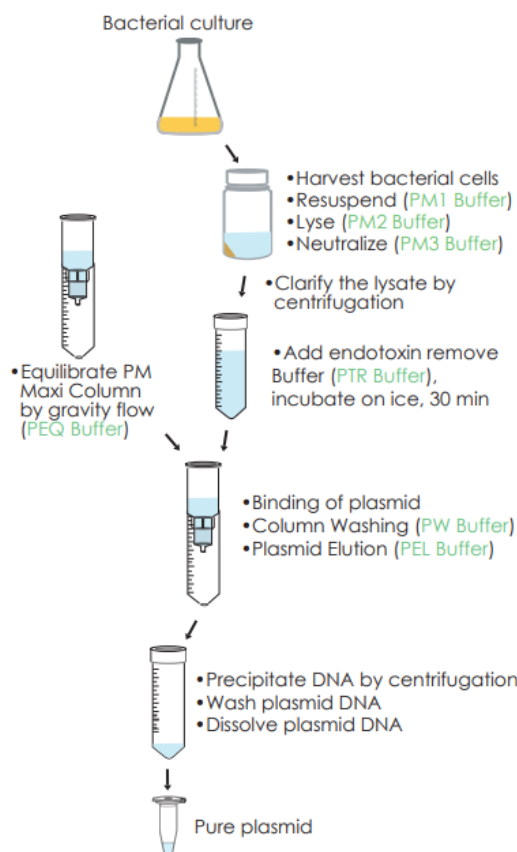 Bacterial culture
•Harvest bacterial cells
•Resuspend (PM1 Buffer)
•Lyse (PM2 Buffer)
•Neutralize (PM3 Buffer)
•Clarify the lysate by
centrifugation
•Add endotoxin remove
Buffer (PTR Buffer),
incubate on ice, 30 min
•Equilibrate PM
Maxi Column
by gravity flow
(PEQ Buffer)
•Binding of plasmid
•Column Washing (PW Buffer)
•Plasmid Elution (PEL Buffer)
•Precipitate DNA by centrifugation
•Wash plasmid DNA
•Dissolve plasmid DNA
Pure plasmid